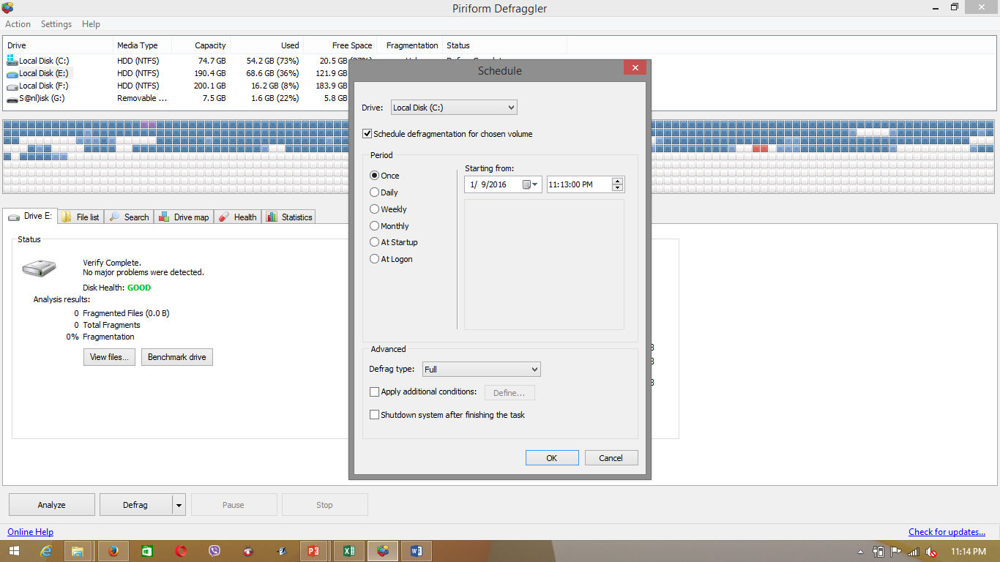 Piriform Defraggler
Action Settings Help
Drive Media Type Capacity Used Free Space Fragmentation Status
Local Disk (C:) HDD (NTFS) 74.7 GB 54.2 GB (73%) 20.5 GB
Local Disk (E:) HDD (NTFS) 190.4 GB 68.6 GB (36%) 121.9 GB
Local Disk (F:) HDD (NTFS) 200.1 GB 16.2 GB (8%) 183.9 GB
S@nl)isk (G:) Removable ... 7.5 GB 1.6 GB (22%) 5.8 GB
Schedule
Drive: Local Disk (C:)
Schedule defragmentation for chosen volume
Period
Starting from:
Once
1/ 9/2016 11:13:00 PM
Daily
Weekly
Monthly
At Startup
At Logon
Advanced
Defrag type: Full
Apply additional conditions: Define...
Shutdown system after finishing the task
OK Cancel
Drive E: File list Search Drive map Health Statistics
Status
Verify Complete.
No major problems were detected.
Disk Health: GOOD
Analysis results:
0 Fragmented Files (0.0 B)
0 Total Fragments
0% Fragmentation
View files... Benchmark drive
Analyze Defrag Pause Stop
Online Help Check for updates...
11:14 PM